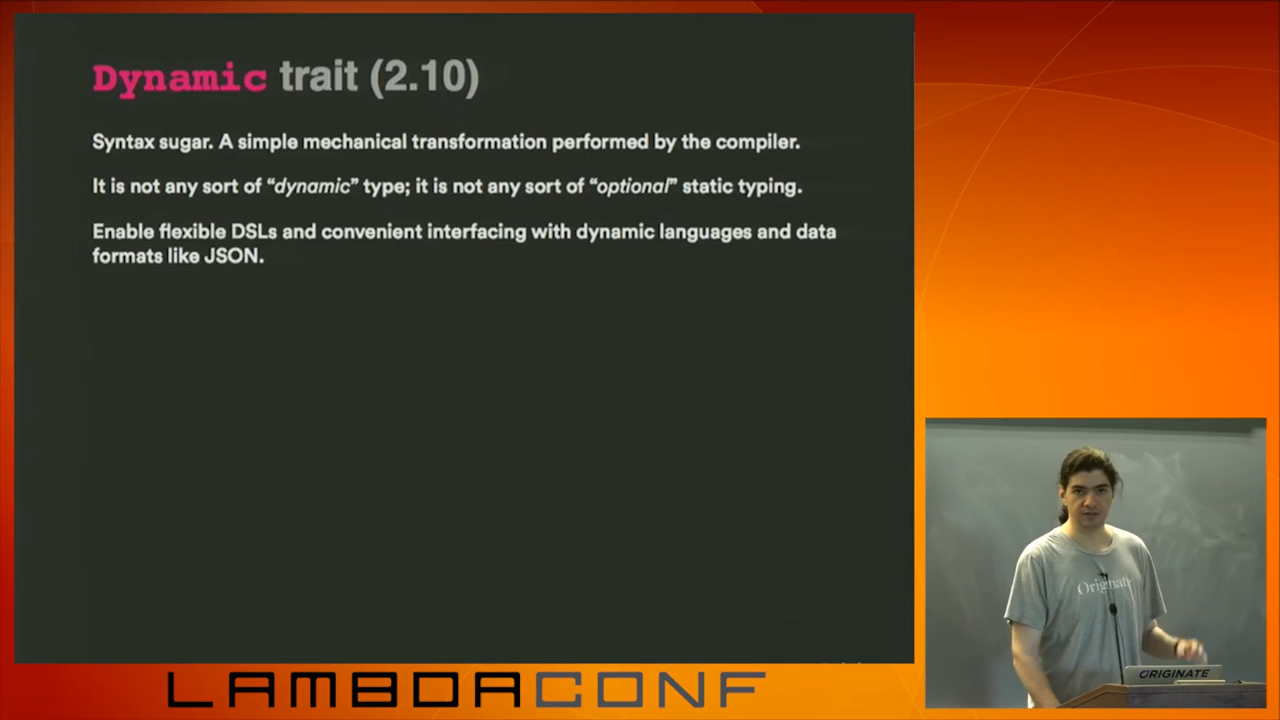 Dynamic trait (2.10)
Syntax sugar. A simple mechanical transformation performed by the compiler.
It is not any sort of “dynamic” type; it is not any sort of “optional” static typing.
Enable flexible DSLs and convenient interfacing with dynamic languages and data
formats like JSON.
Originate
ORIGINATE
LAMBDACONF